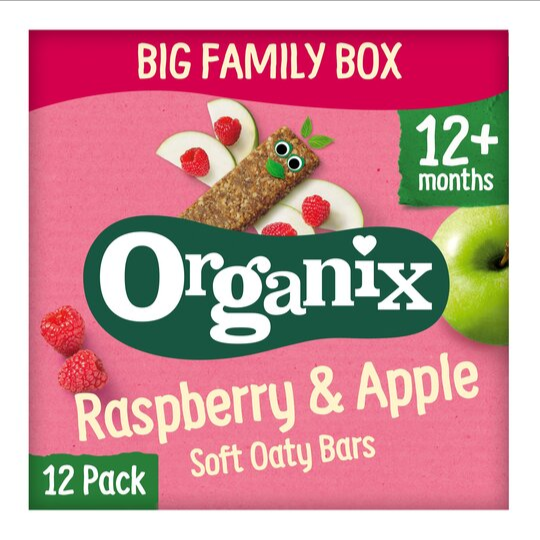 BIG FAMILY BOX
12+
months
Organix
Raspberry & Apple
Soft Oaty Bars
12 Pack